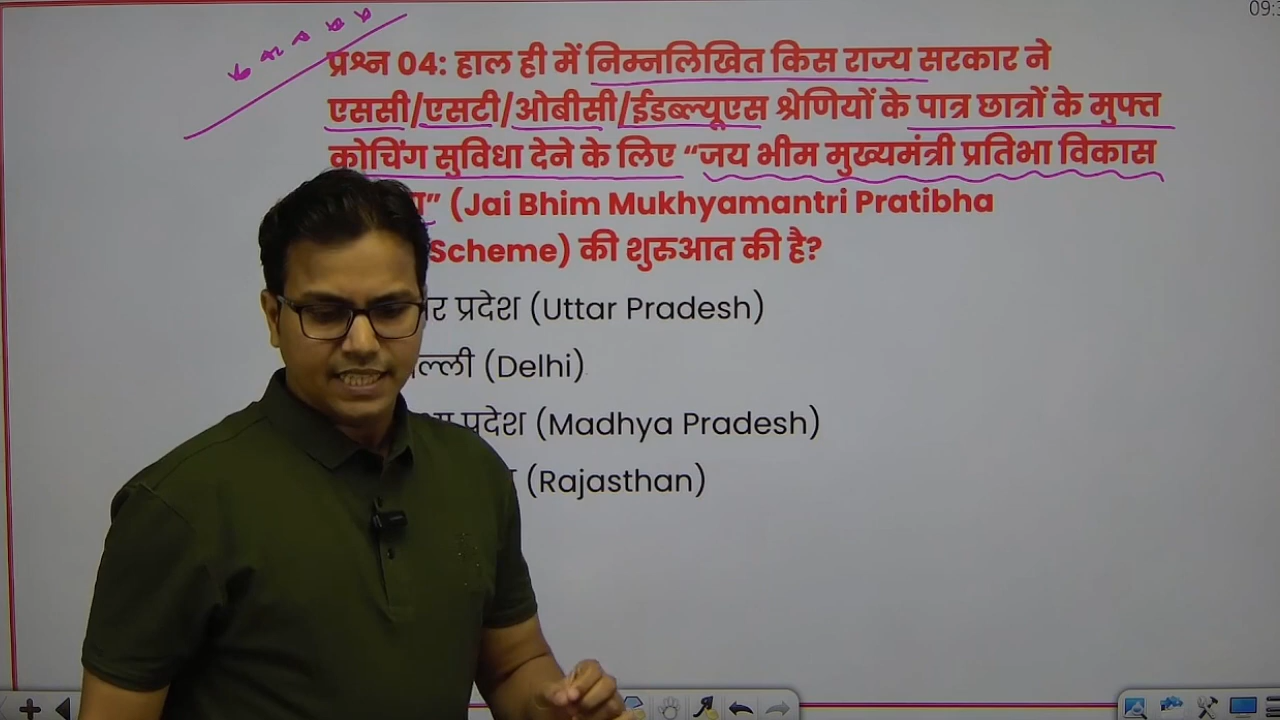 09:
प्रश्न 04: हाल ही में निम्नलिखित किस राज्य सरकार ने
एससी/एसटी/ओबीसी/ईडब्ल्यूएस श्रेणियों के पात्र छात्रों के मुफ्त
कोचिंग सुविधा देने के लिए “जय भीम मुख्यमंत्री प्रतिभा विकास
” (Jai Bhim Mukhyamantri Pratibha
Scheme) की शुरुआत की है?
प्रदेश (Uttar Pradesh)
(Delhi)
प्रदेश (Madhya Pradesh)
(Rajasthan)